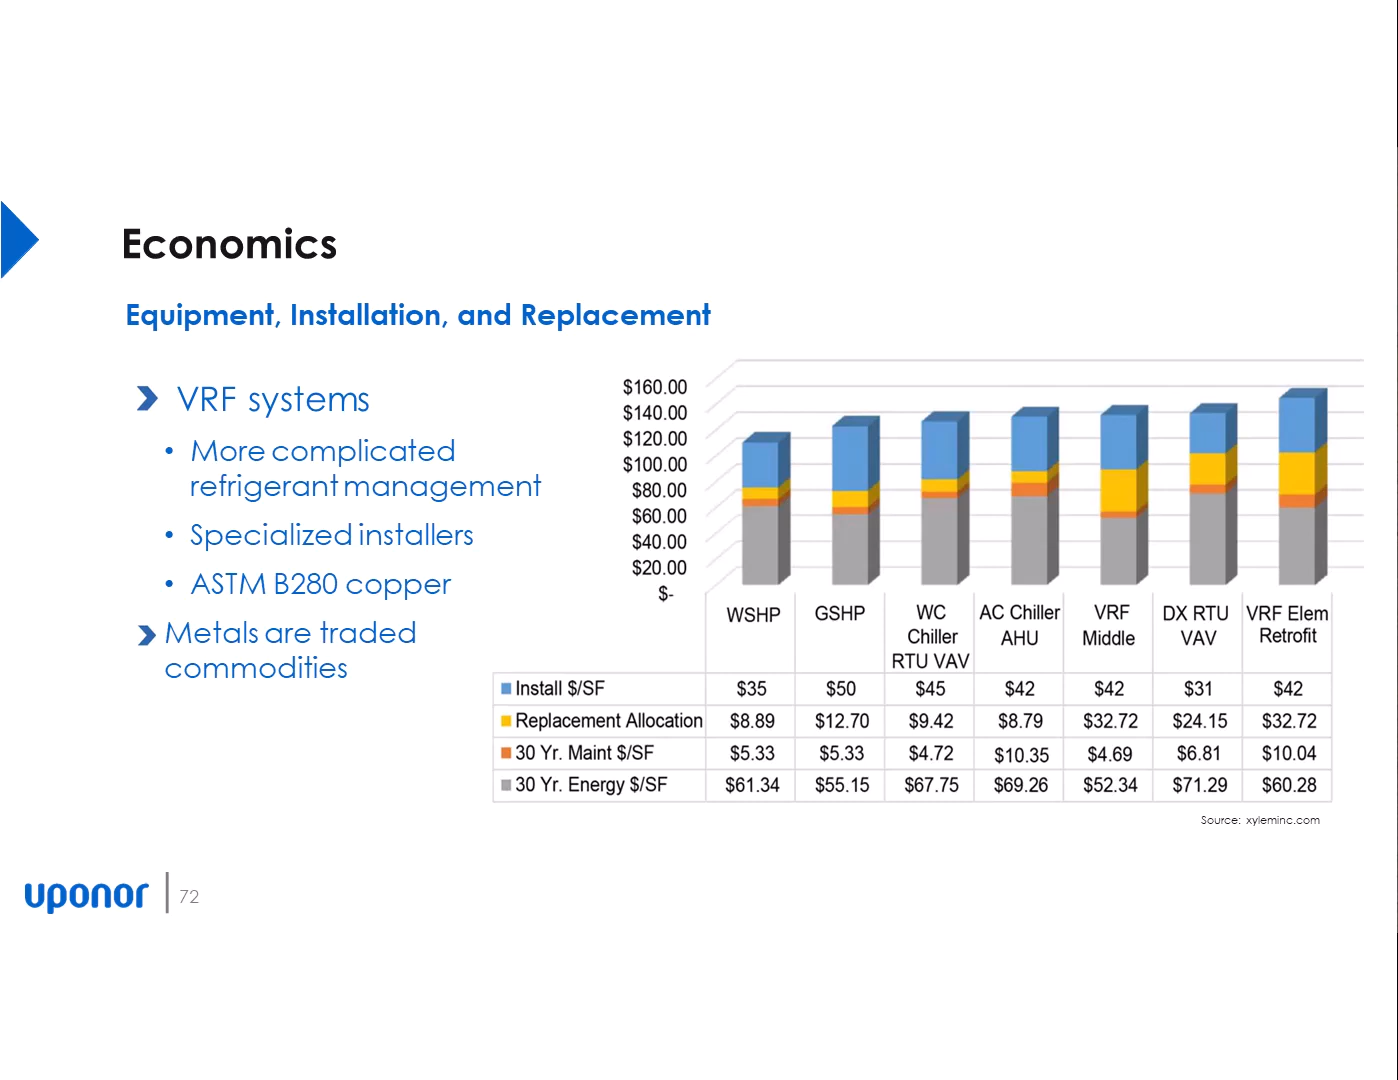 Economics
Equipment, Installation, and Replacement
VRF systems
• More complicated
refrigerant management
• Specialized installers
• ASTM B280 copper
Metals are traded
commodities
$160.00
$140.00
$120.00
$100.00
$80.00
$60.00
$40.00
$20.00
$-
WSHP GSHP WC Chiller RTU VAV AC Chiller AHU VRF Middle DX RTU VAV VRF Elem Retrofit
Install $/SF $35 $50 $45 $42 $42 $31 $42
Replacement Allocation $8.89 $12.70 $9.42 $8.79 $32.72 $24.15 $32.72
30 Yr. Maint $/SF $5.33 $5.33 $4.72 $10.35 $4.69 $6.81 $10.04
30 Yr. Energy $/SF $61.34 $55.15 $67.75 $69.26 $52.34 $71.29 $60.28
Source: xyleminc.com
uponor
72